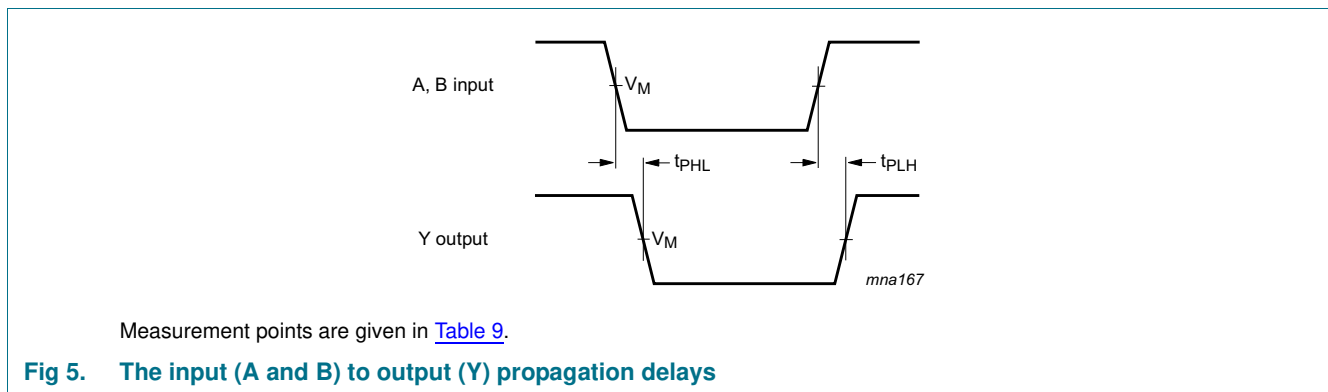 A, B input
VM
tPHL
tPLH
Y output
VM
mna167
Measurement points are given in Table 9.
Fig 5. The input (A and B) to output (Y) propagation delays